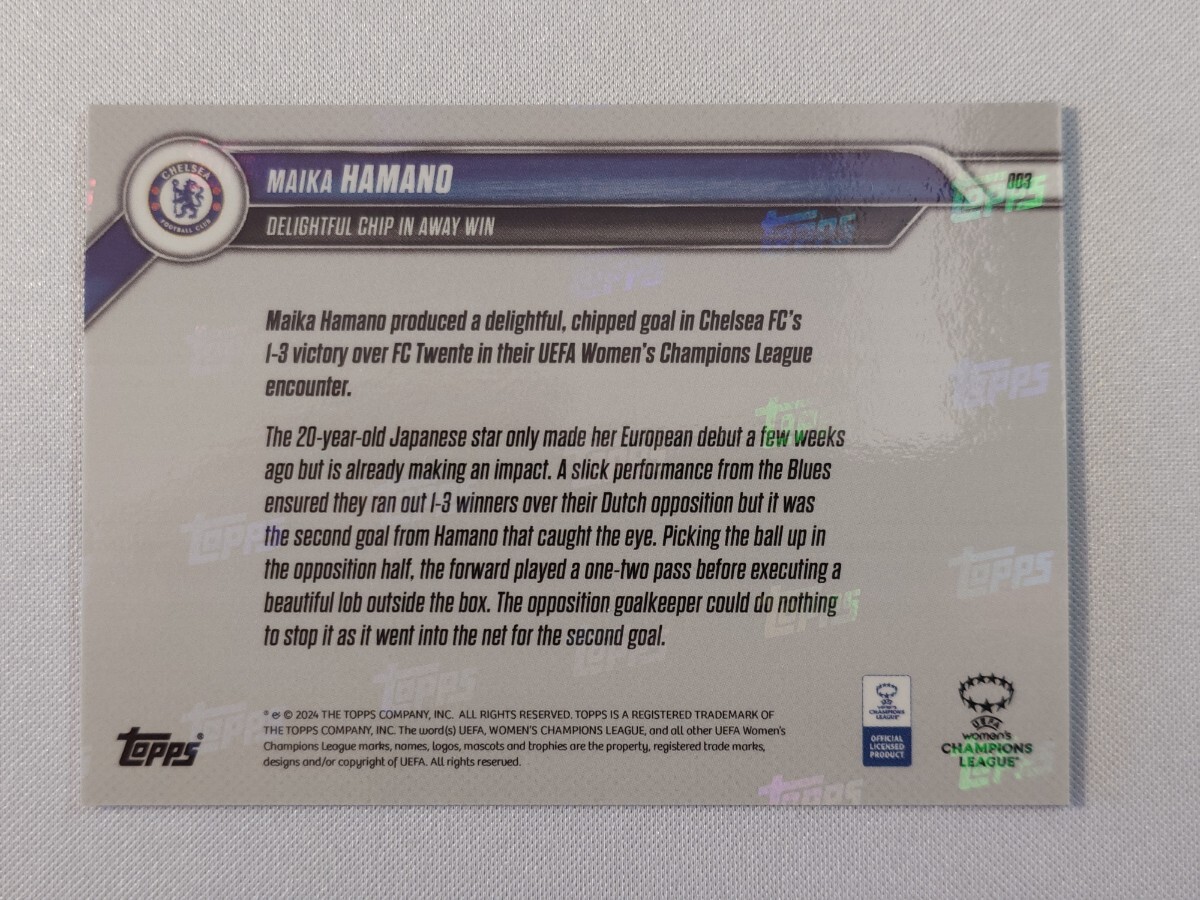 CHELSEA
FOOTBALL CLUB
MAIKA HAMANO
003
DELIGHTFUL CHIP IN AWAY WIN
Maika Hamano produced a delightful, chipped goal in Chelsea FC's
1-3 victory over FC Twente in their UEFA Women's Champions League
encounter.
The 20-year-old Japanese star only made her European debut a few weeks
ago but is already making an impact. A slick performance from the Blues
ensured they ran out 1-3 winners over their Dutch opposition but it was
the second goal from Hamano that caught the eye. Picking the ball up in
the opposition half, the forward played a one-two pass before executing a
beautiful lob outside the box. The opposition goalkeeper could do nothing
to stop it as it went into the net for the second goal.
© 2024 THE TOPPS COMPANY, INC. ALL RIGHTS RESERVED. TOPPS IS A REGISTERED TRADEMARK OF
THE TOPPS COMPANY, INC. The word(s) UEFA, WOMEN'S CHAMPIONS LEAGUE, and all other UEFA Women's
Champions League marks, names, logos, mascots and trophies are the property, registered trade marks,
designs and/or copyright of UEFA. All rights reserved.
Topps
WOMEN'S
CHAMPIONS
LEAGUE
OFFICIAL
LICENSED
PRODUCT
UEFA
women's
CHAMPIONS
LEAGUE